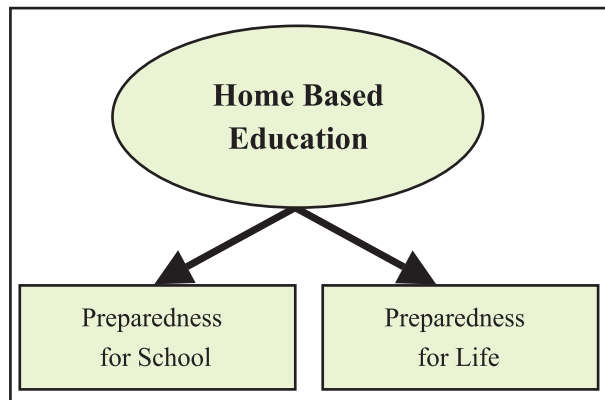 Home Based
Education
Preparedness
for School
Preparedness
for Life